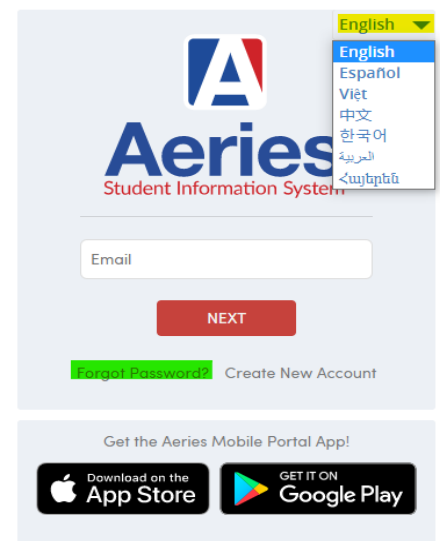 English
English
Español
Việt
中文
한국어
العربية
Հայերեն
Aeries
Student Information System
Email
NEXT
Forgot Password? Create New Account
Get the Aeries Mobile Portal App!
Download on the
App Store
GET IT ON
Google Play